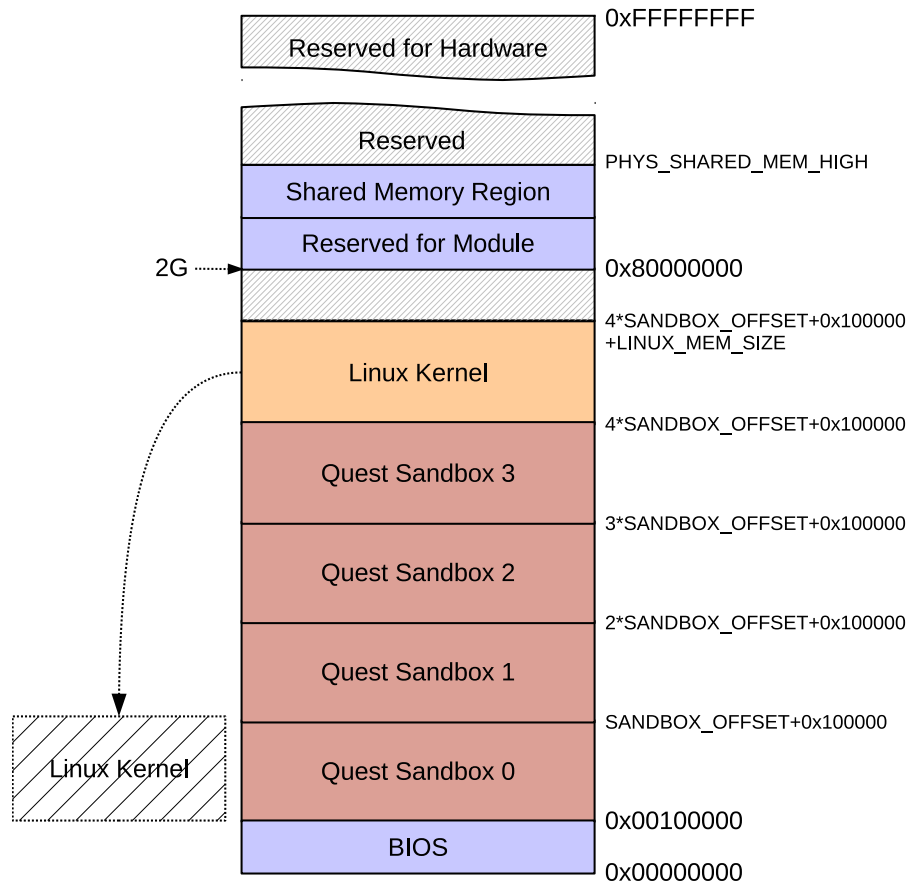 0xFFFFFFFF
Reserved for Hardware
Reserved
PHYS_SHARED_MEM_HIGH
Shared Memory Region
Reserved for Module
2G
0x80000000
4*SANDBOX_OFFSET+0x100000
+LINUX_MEM_SIZE
Linux Kernel
4*SANDBOX_OFFSET+0x100000
Quest Sandbox 3
3*SANDBOX_OFFSET+0x100000
Quest Sandbox 2
2*SANDBOX_OFFSET+0x100000
Quest Sandbox 1
SANDBOX_OFFSET+0x100000
Linux Kernel
Quest Sandbox 0
0x00100000
BIOS
0x00000000